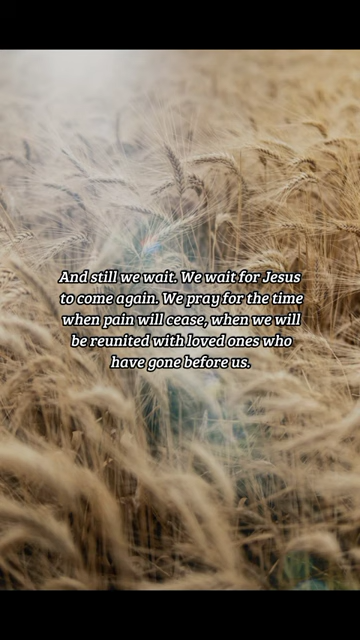 And still we wait. We wait for Jesus
to come again. We pray for the time
when pain will cease, when we will
be reunited with loved ones who
have gone before us.